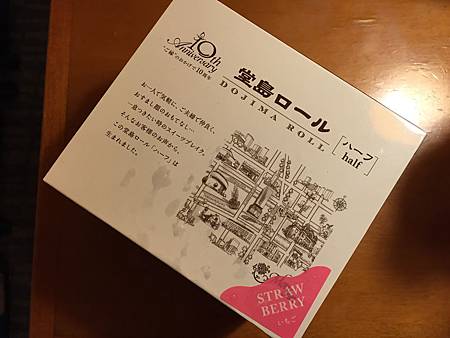 10th
Anniversary
"ご縁"のおかげで10周年
堂島ロール
DOJIMA ROLL
[ハーフ
half]
お一人で気軽に、ご夫婦で仲良く、
おすまし顔のおもてなし…
一息つきたい時のスイーツブレイク。
そんなお客様のお声から、
この堂島ロール「ハーフ」は
生まれました。
STRAW
BERRY
いちご